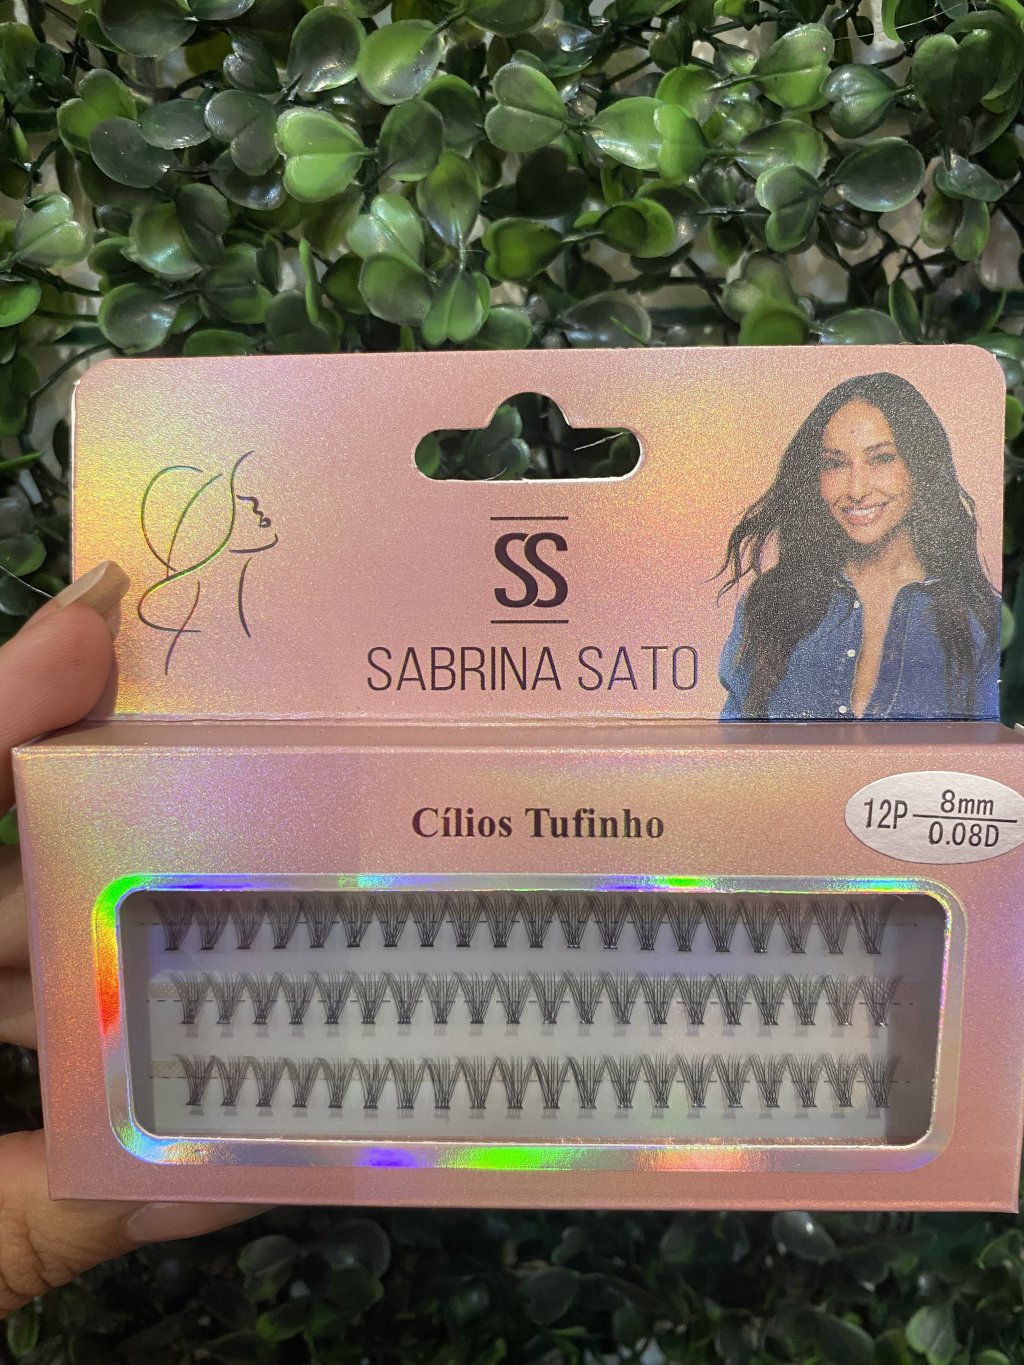 SS
SABRINA SATO
Cílios Tufinho
12P 8mm
0.08D